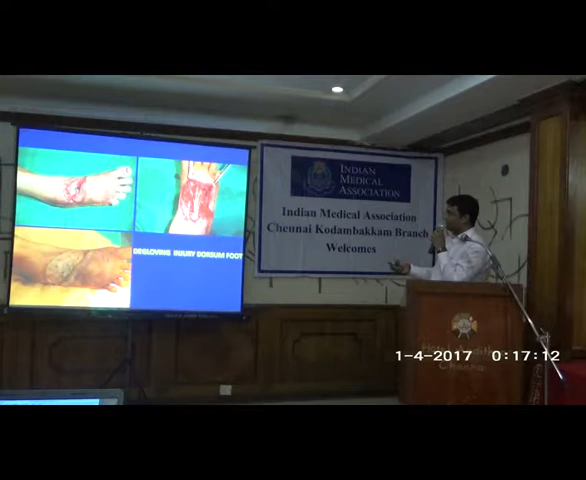 DEGLOVING INJURY DORSUM FOOT
INDIAN
MEDICAL
ASSOCIATION
Indian Medical Association
Chennai Kodambakkam Branch
Welcomes
Chennai
1-4-2017 0:17:12